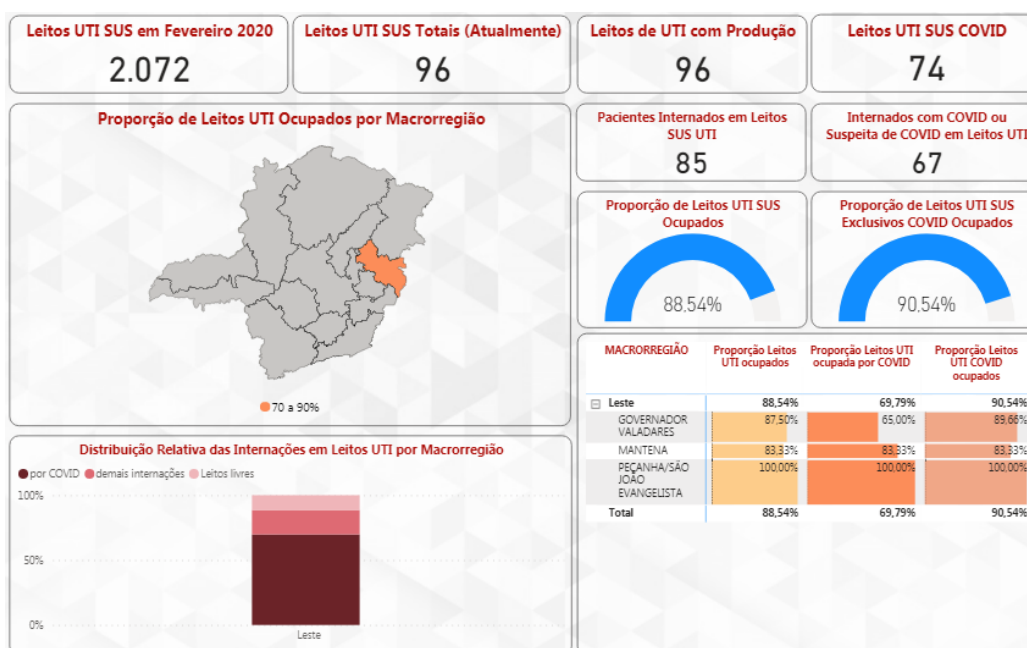 Leitos UTI SUS em Fevereiro 2020
2.072
Leitos UTI SUS Totais (Atualmente)
96
Leitos de UTI com Produção
96
Leitos UTI SUS COVID
74
Proporção de Leitos UTI Ocupados por Macrorregião
70 a 90%
Pacientes Internados em Leitos
SUS UTI
85
Internados com COVID ou
Suspeita de COVID em Leitos UTI
67
Proporção de Leitos UTI SUS
Ocupados
88,54%
Proporção de Leitos UTI SUS
Exclusivos COVID Ocupados
90,54%
Distribuição Relativa das Internações em Leitos UTI por Macrorregião
por COVID demais internações Leitos livres
100%
50%
0%
Leste
MACRORREGIÃO
Proporção Leitos
UTI ocupados
Proporção Leitos UTI
ocupada por COVID
Proporção Leitos
UTI COVID
ocupados
Leste 88,54% 69,79% 90,54%
GOVERNADOR
VALADARES
87,50% 65,00% 89,66%
MANTENA 83,33% 83,33% 83,33%
PEÇANHA/SÃO
JOÃO
EVANGELISTA
100,00% 100,00% 100,00%
Total 88,54% 69,79% 90,54%